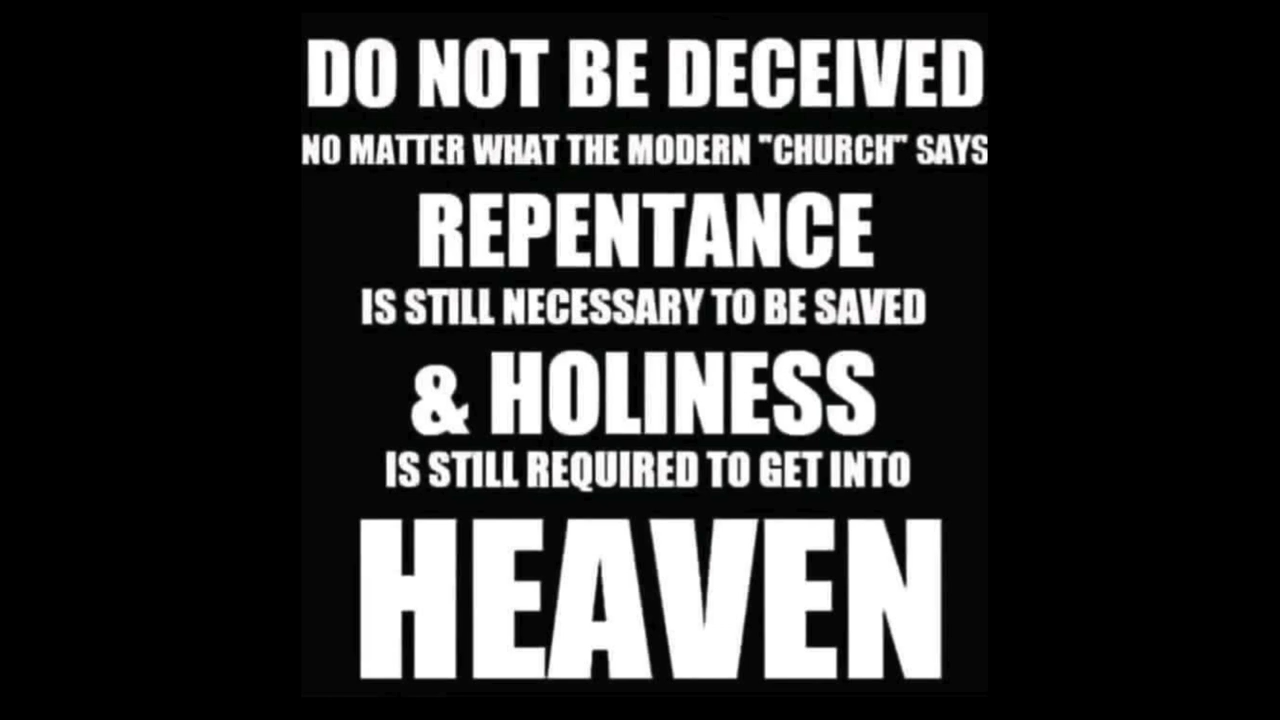 DO NOT BE DECEIVED
NO MATTER WHAT THE MODERN "CHURCH" SAYS
REPENTANCE
IS STILL NECESSARY TO BE SAVED
& HOLINESS
IS STILL REQUIRED TO GET INTO
HEAVEN